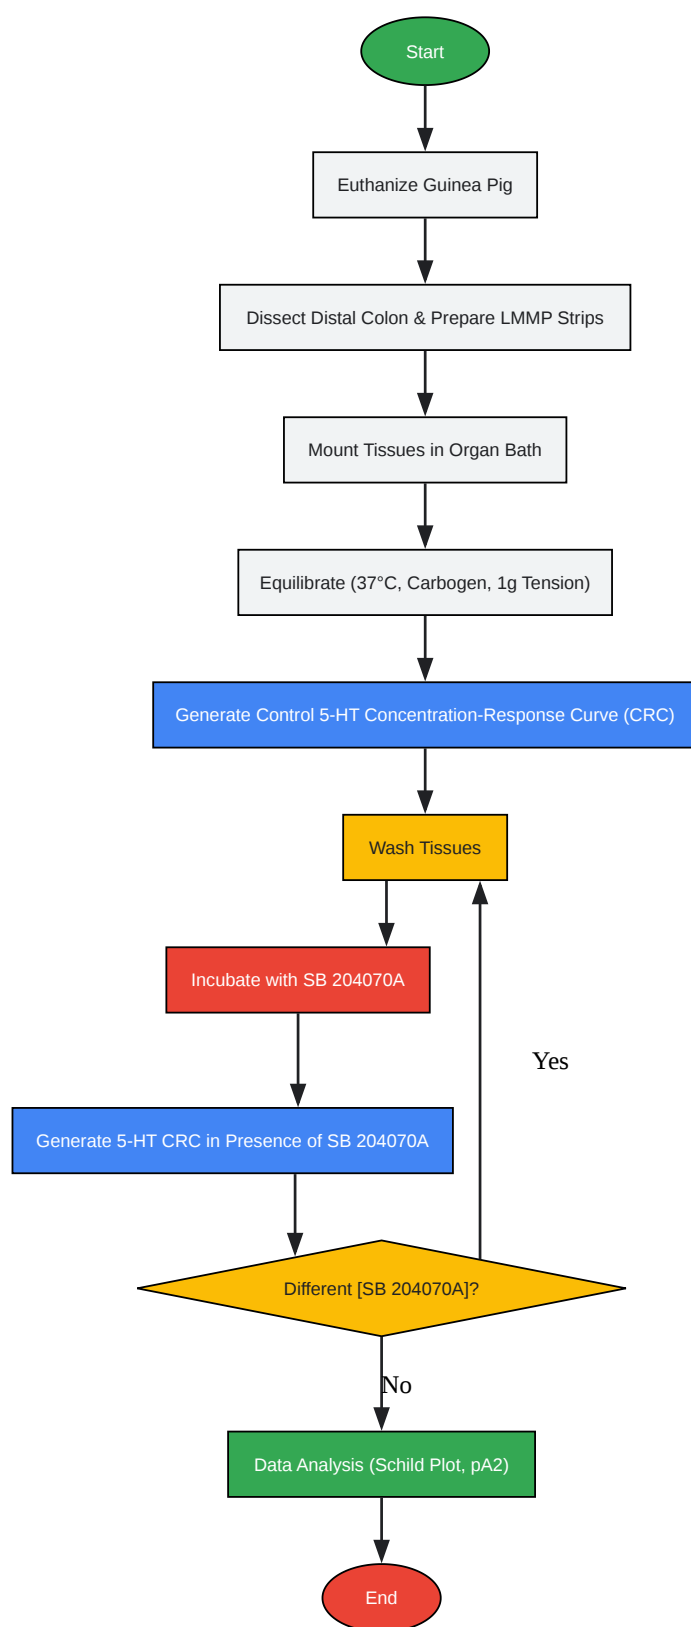 Start
Euthanize Guinea Pig
Dissect Distal Colon & Prepare LMMP Strips
Mount Tissues in Organ Bath
Equilibrate (37°C, Carbogen, 1g Tension)
Generate Control 5-HT Concentration-Response Curve (CRC)
Wash Tissues
Incubate with SB 204070A
Yes
Generate 5-HT CRC in Presence of SB 204070A
Different [SB 204070A]?
No
Data Analysis (Schild Plot, pA2)
End